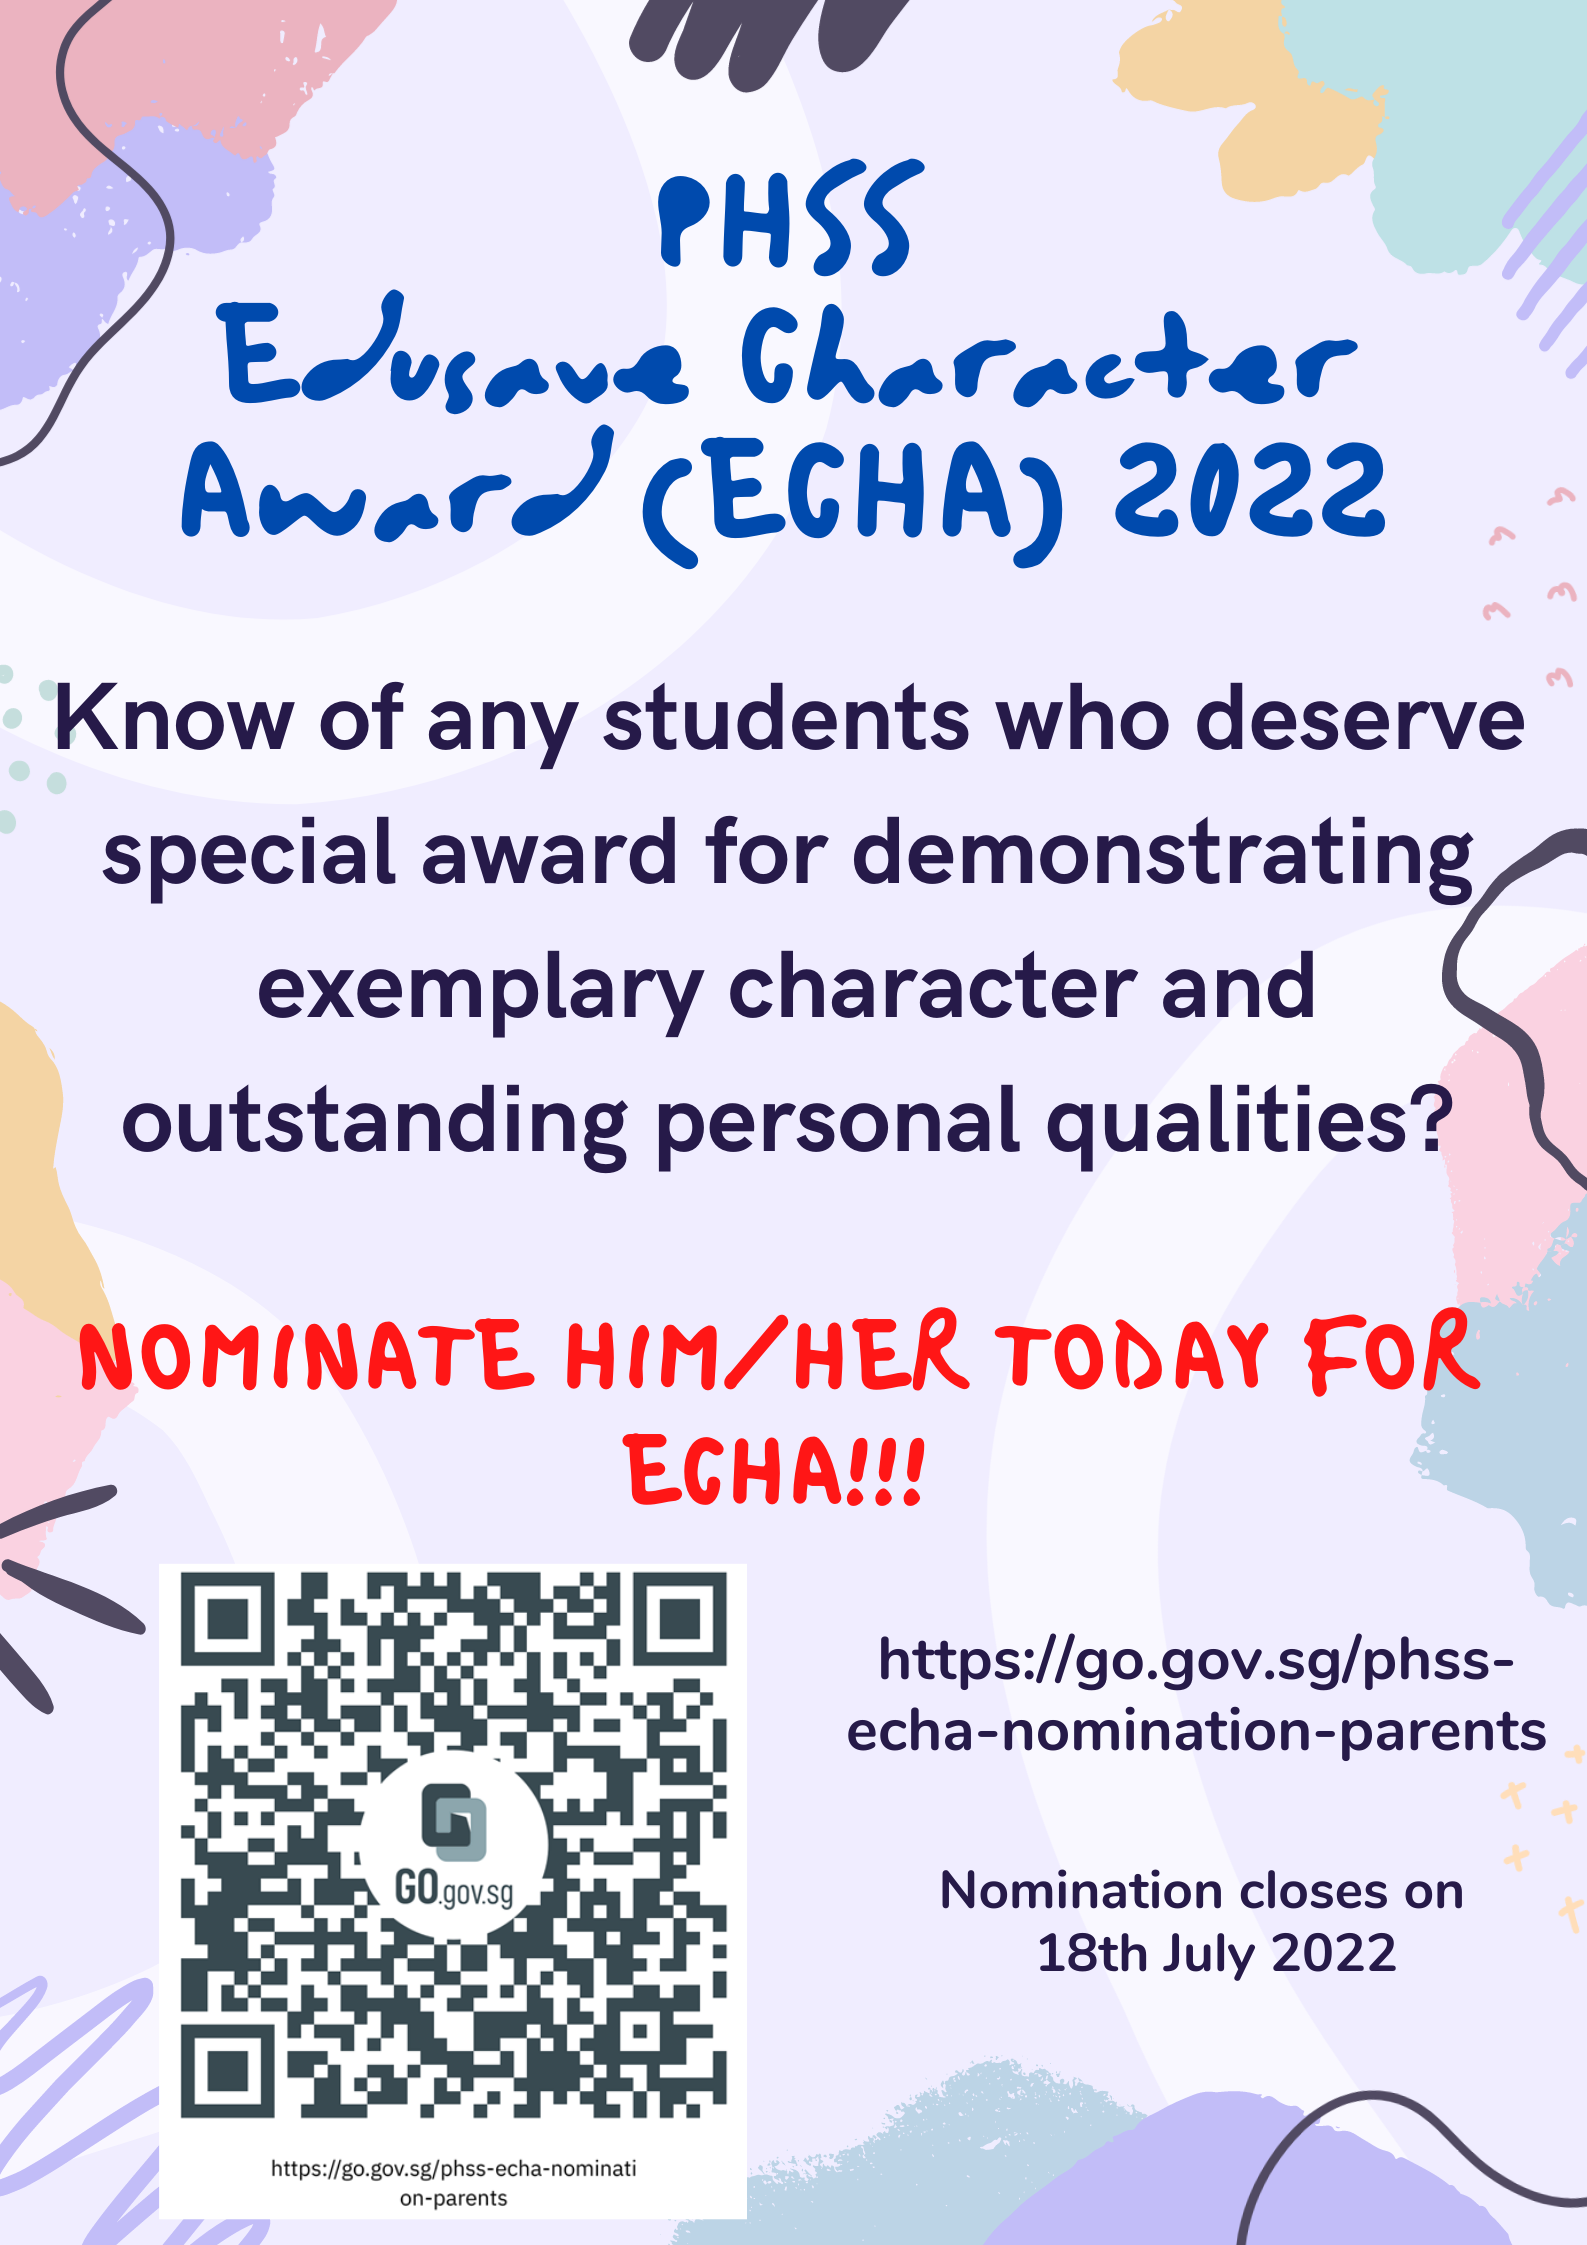 PHSS
Edusave Character
Award (ECHA) 2022
Know of any students who deserve
special award for demonstrating
exemplary character and
outstanding personal qualities?
NOMINATE HIM/HER TODAY FOR
ECHA!!!
GO.gov.sg
https://go.gov.sg/phss-echa-nominati
on-parents
https://go.gov.sg/phss-
echa-nomination-parents
Nomination closes on
18th July 2022